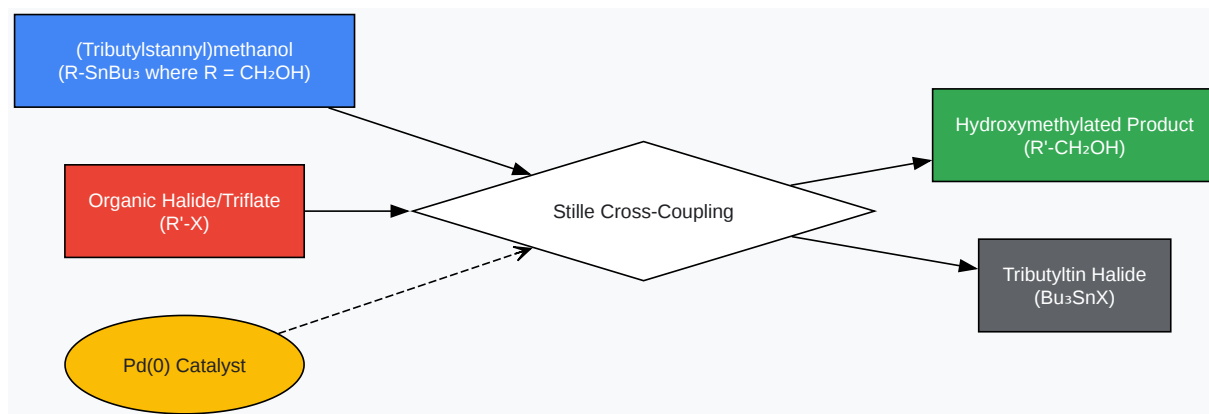 (Tributylstannyl)methanol
(R-SnBu₃ where R = CH₂OH)
Organic Halide/Triflate
(R'-X)
Pd(0) Catalyst
Stille Cross-Coupling
Hydroxymethylated Product
(R'-CH₂OH)
Tributyltin Halide
(Bu₃SnX)